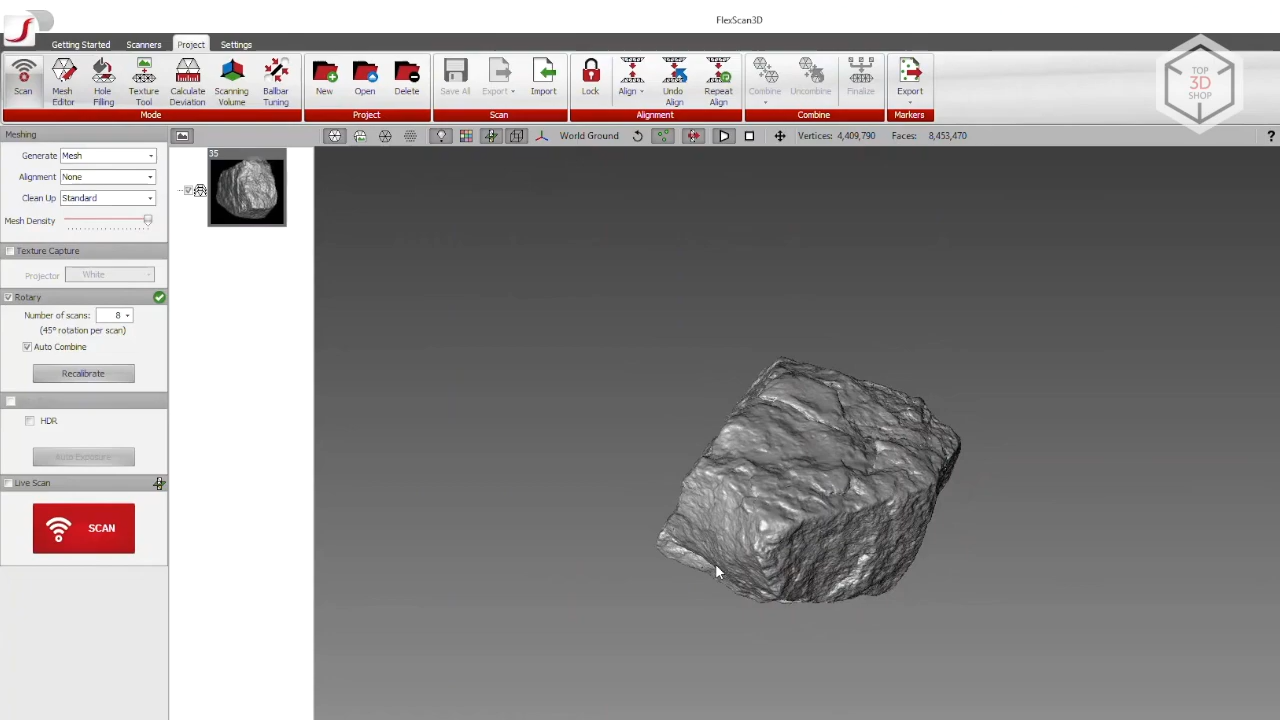 FlexScan3D
Getting Started Scanners Project Settings
Scan Mesh Editor Hole Filling Texture Tool Calculate Deviation Scanning Volume Ballbar Tuning New Open Delete Save All Export Import Lock Align Undo Align Repeat Align Combine Uncombine Finalize Export
Mode Project Scan Alignment Combine Markers
TOP
3D
SHOP
Meshing World Ground Vertices: 4,409,790 Faces: 8,453,470 ?
Generate Mesh
35
Alignment None
Clean Up Standard
Mesh Density
Texture Capture
Projector White
Rotary
Number of scans: 8
(45° rotation per scan)
Auto Combine
Recalibrate
HDR
Auto Exposure
Live Scan
SCAN